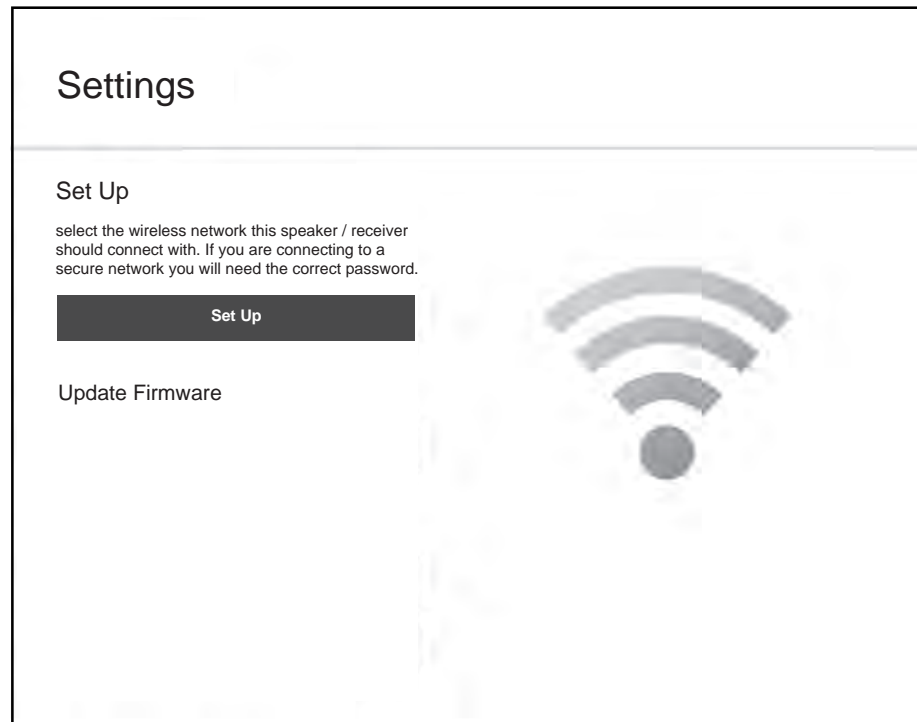 Settings
Set Up
select the wireless network this speaker / receiver
should connect with. If you are connecting to a
secure network you will need the correct password.
Set Up
Update Firmware